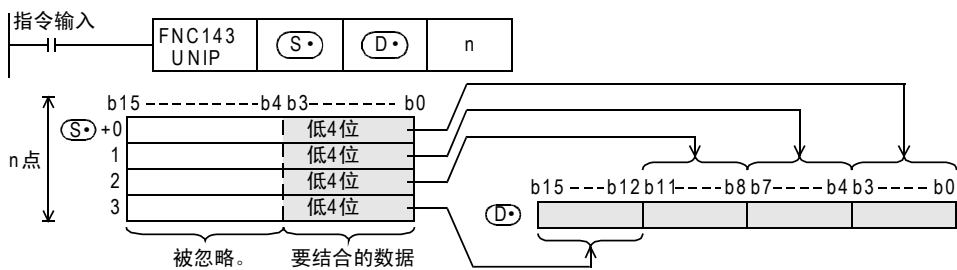 指令输入
FNC143
UNIP
S•
D•
n
b15 ------------b4 b3------- b0
S• +0
低4位
1
低4位
n点
2
低4位
3
低4位
被忽略。
要结合的数据
b15 ---b12 b11----b8 b7-----b4 b3---- b0
D•